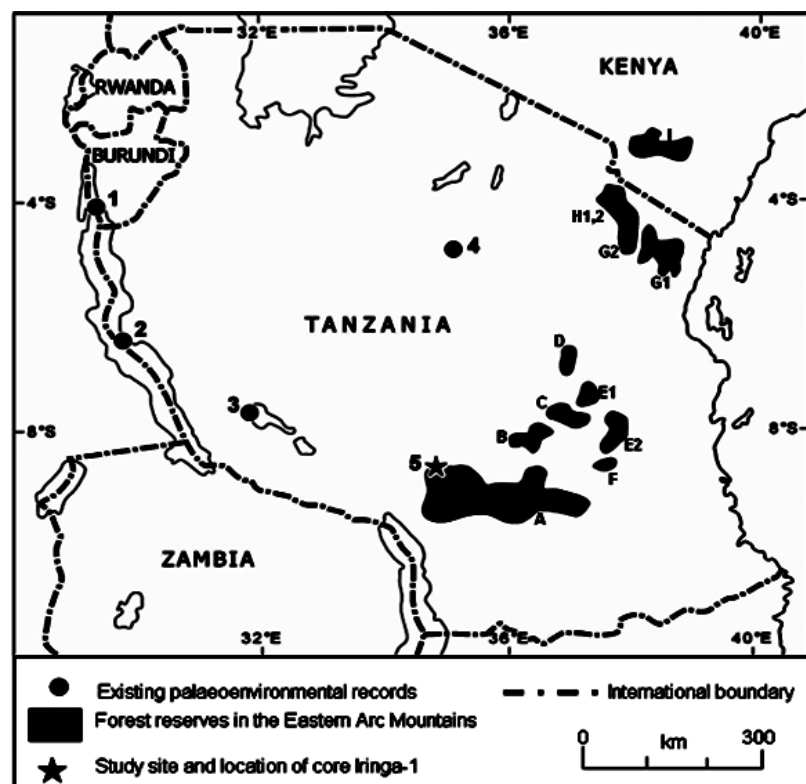 32°E 36°E 40°E
KENYA
RWANDA
I
BURUNDI
1
4°S 4°S
H1,2
4
G2
G1
TANZANIA
2
D
E1
3 C
B
8°S 8°S
E2
5 F
A
ZAMBIA
32°E 36°E 40°E
Existing palaeoenvironmental records International boundary
Forest reserves in the Eastern Arc Mountains
0 300
km
Study site and location of core Iringa-1